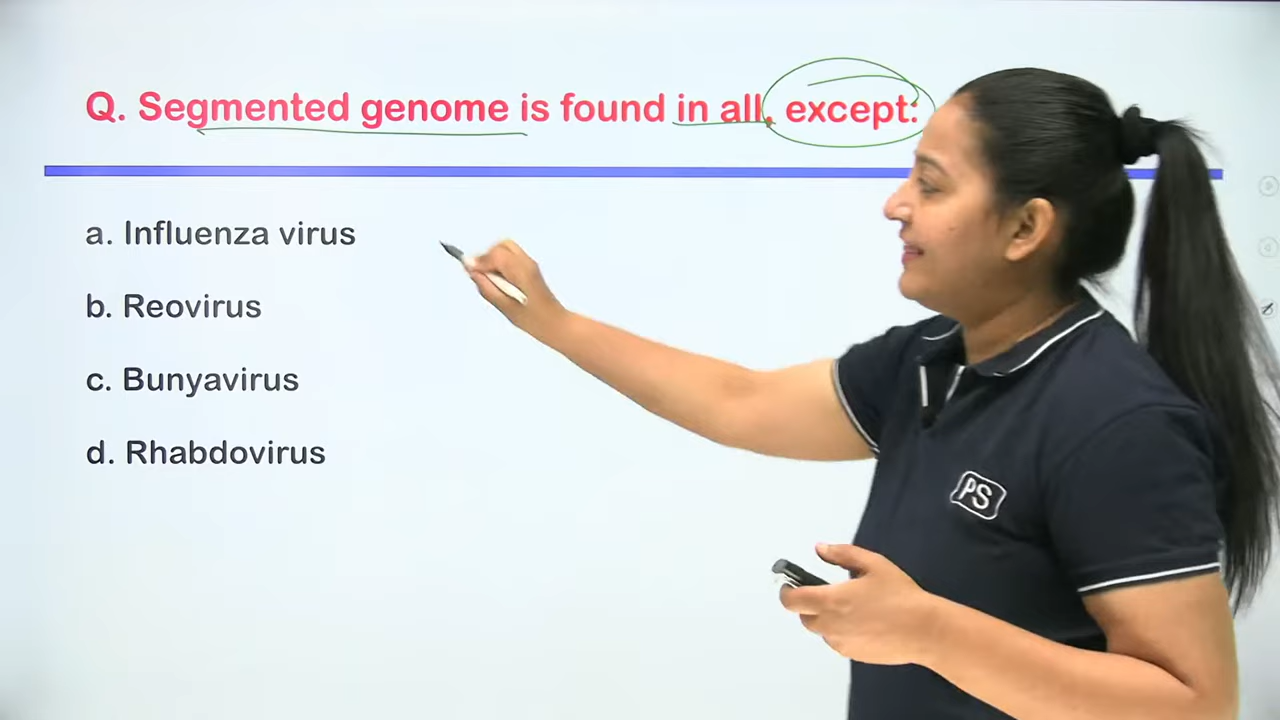 Q. Segmented genome is found in all, except:
a. Influenza virus
b. Reovirus
c. Bunyavirus
d. Rhabdovirus
PS